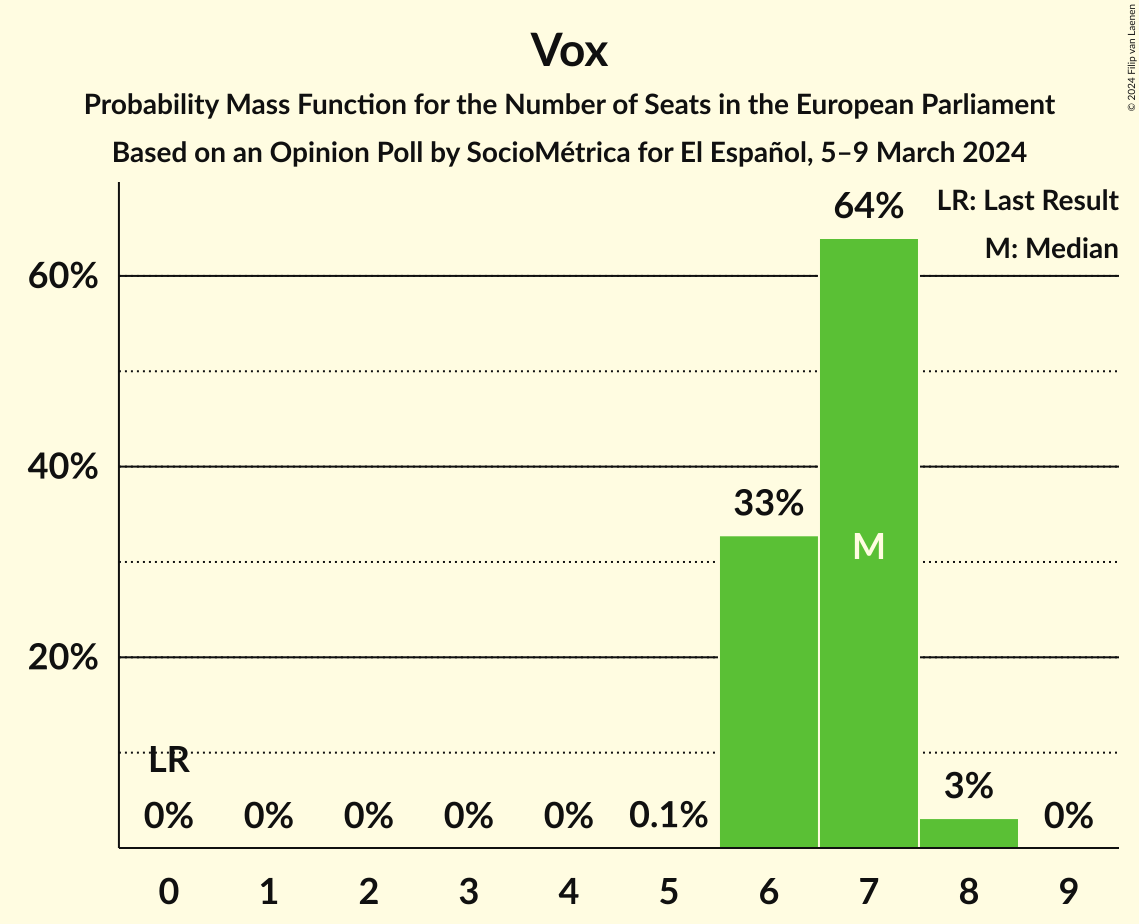 Vox
Probability Mass Function for the Number of Seats in the European Parliament
Based on an Opinion Poll by SocioMétrica for El Español, 5–9 March 2024
© 2024 Filip van Laenen
LR: Last Result
M: Median
60%
40%
20%
64%
33%
M
LR
3%
0%
0%
0%
0%
0%
0.1%
0%
0
1
2
3
4
5
6
7
8
9